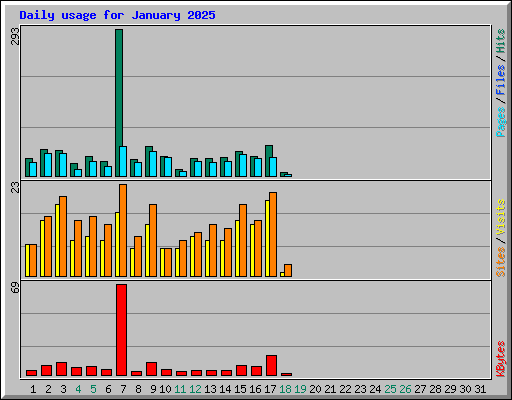 Daily usage for January 2025
293
Pages / Files / Hits
23
Sites / Visits
69
KBytes
1 2 3 4 5 6 7 8 9 10 11 12 13 14 15 16 17 18 19 20 21 22 23 24 25 26 27 28 29 30 31